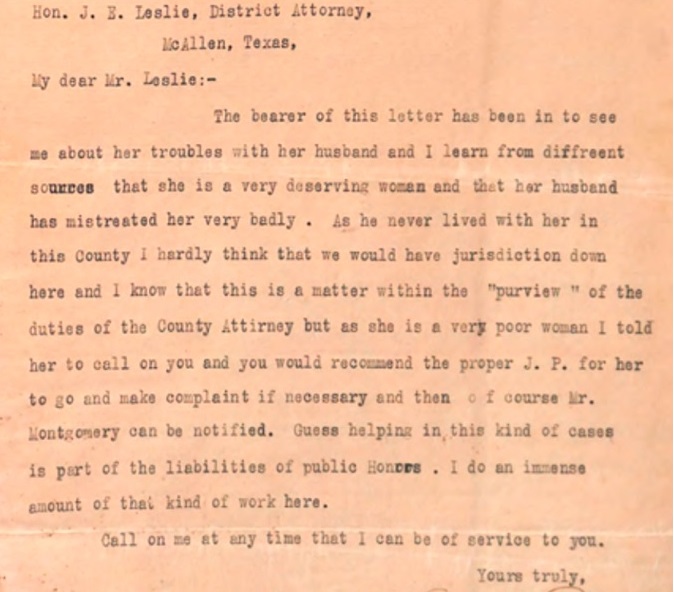 Hon. J. E. Leslie, District Attorney,
McAllen, Texas,
My dear Mr. Leslie:-
The bearer of this letter has been in to see
me about her troubles with her husband and I learn from diffreent
sources that she is a very deserving woman and that her husband
has mistreated her very badly . As he never lived with her in
this County I hardly think that we would have jurisdiction down
here and I know that this is a matter within the "purview " of the
duties of the County Attirney but as she is a very poor woman I told
her to call on you and you would recommend the proper J. P. for her
to go and make complaint if necessary and then of course Mr.
Montgomery can be notified. Guess helping in this kind of cases
is part of the liabilities of public Honors . I do an immense
amount of that kind of work here.
Call on me at any time that I can be of service to you.
Yours truly,